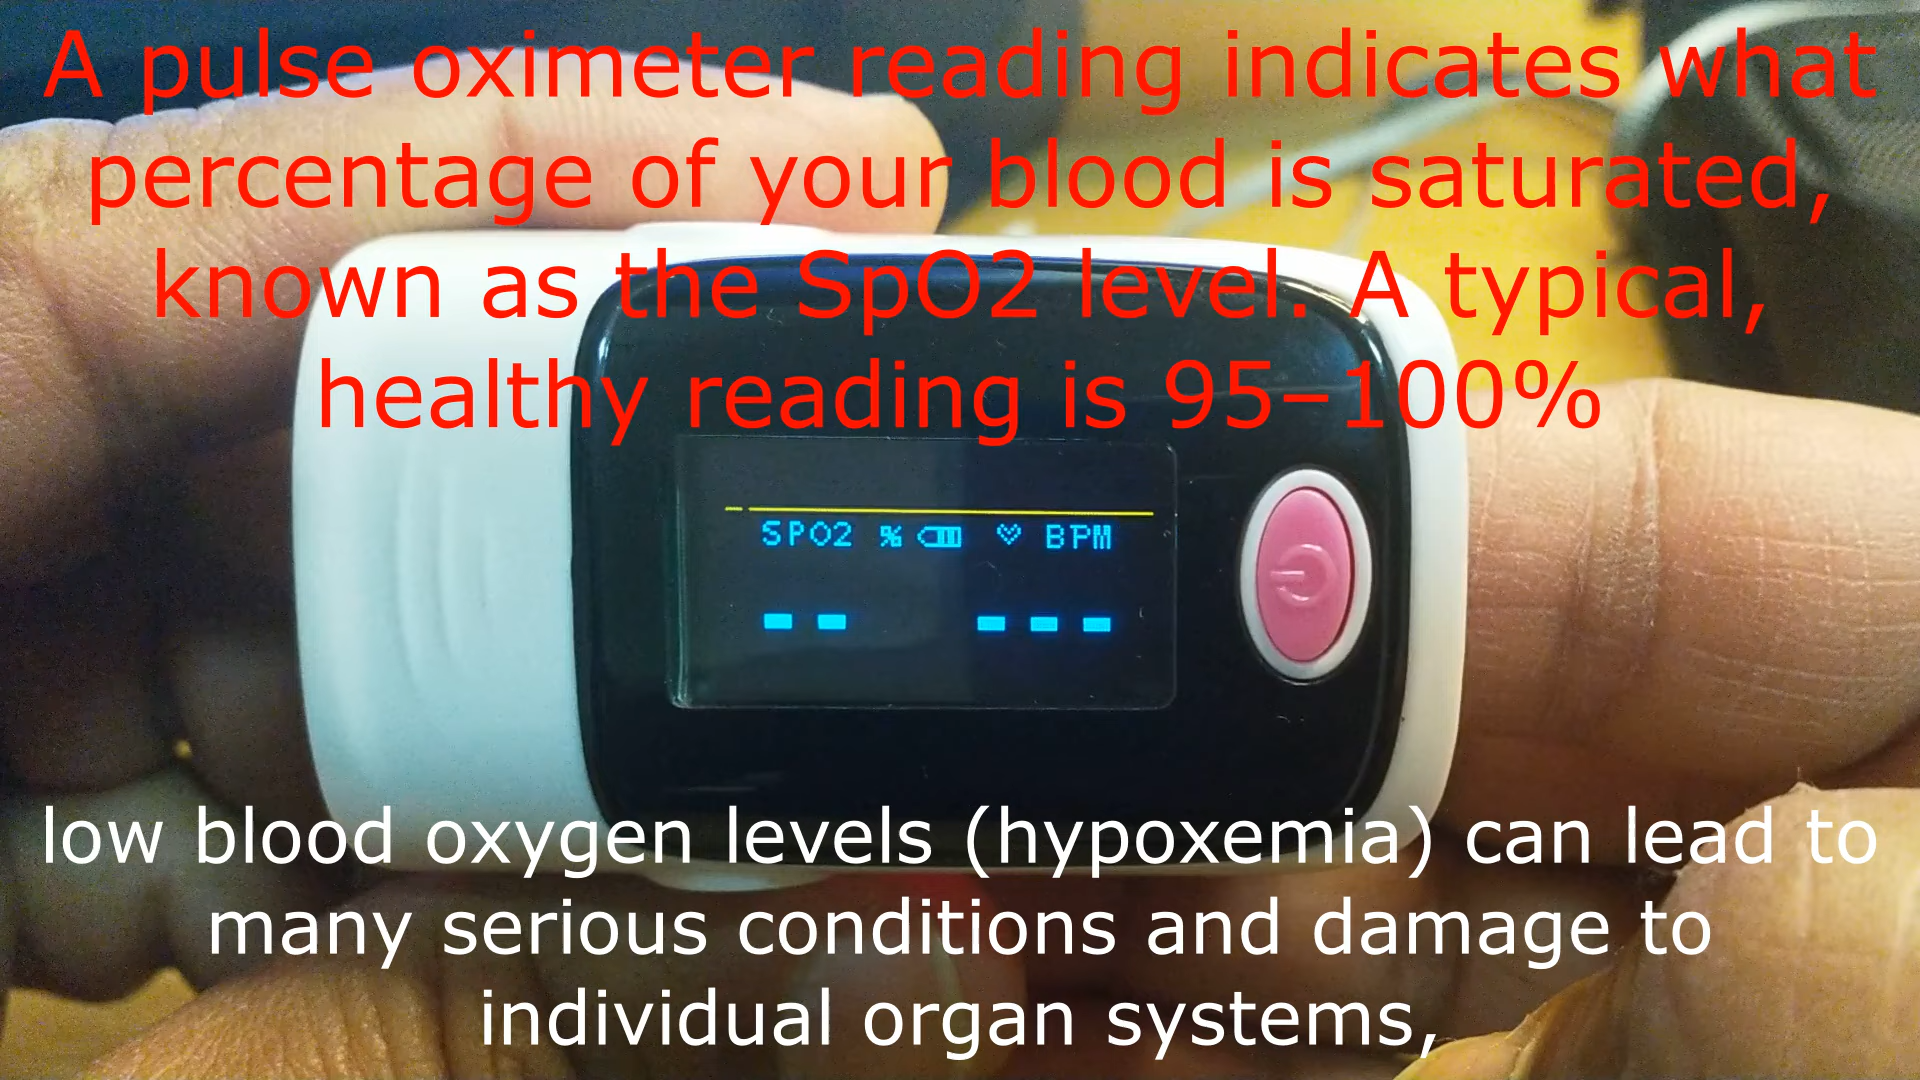 A pulse oximeter reading indicates what
percentage of your blood is saturated,
known as the SpO2 level. A typical,
healthy reading is 95–100%
SPO2 % BPM
-- ---
low blood oxygen levels (hypoxemia) can lead to
many serious conditions and damage to
individual organ systems,